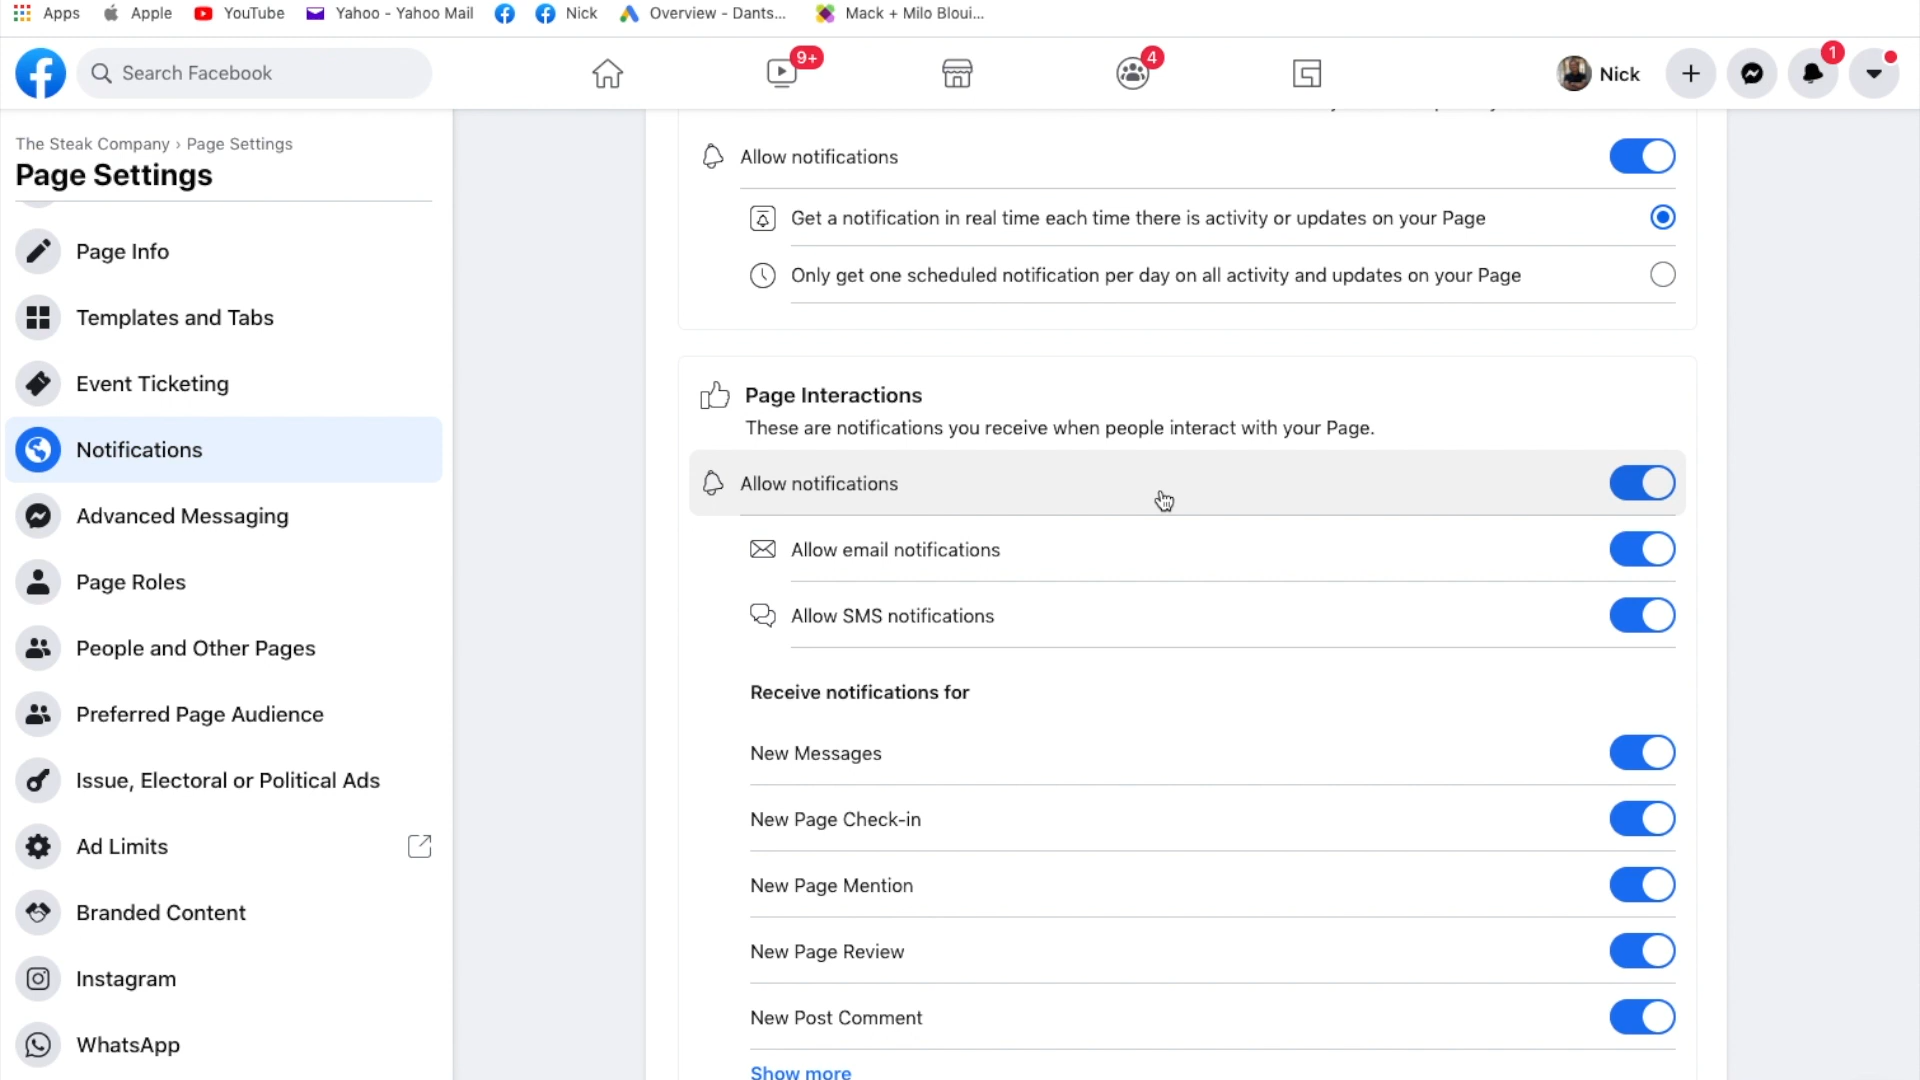 Apps
Apple
YouTube
Yahoo - Yahoo Mail
Nick
Overview - Dants...
Mack + Milo Bloui...
Search Facebook
9+
4
Nick
1
The Steak Company › Page Settings
Page Settings
Page Info
Templates and Tabs
Event Ticketing
Notifications
Advanced Messaging
Page Roles
People and Other Pages
Preferred Page Audience
Issue, Electoral or Political Ads
Ad Limits
Branded Content
Instagram
WhatsApp
Allow notifications
Get a notification in real time each time there is activity or updates on your Page
Only get one scheduled notification per day on all activity and updates on your Page
Page Interactions
These are notifications you receive when people interact with your Page.
Allow notifications
Allow email notifications
Allow SMS notifications
Receive notifications for
New Messages
New Page Check-in
New Page Mention
New Page Review
New Post Comment
Show more